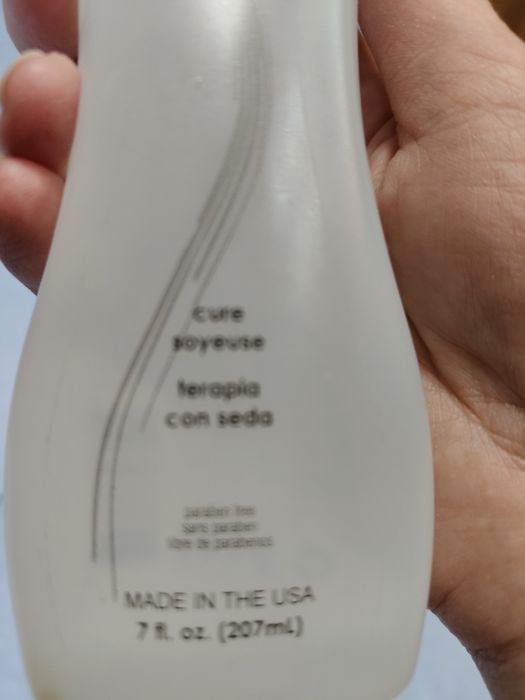 cure
soyeuse
terapia
con seda
paraben free
sans paraben
libre de parabenos
MADE IN THE USA
7 fl. oz. (207mL)